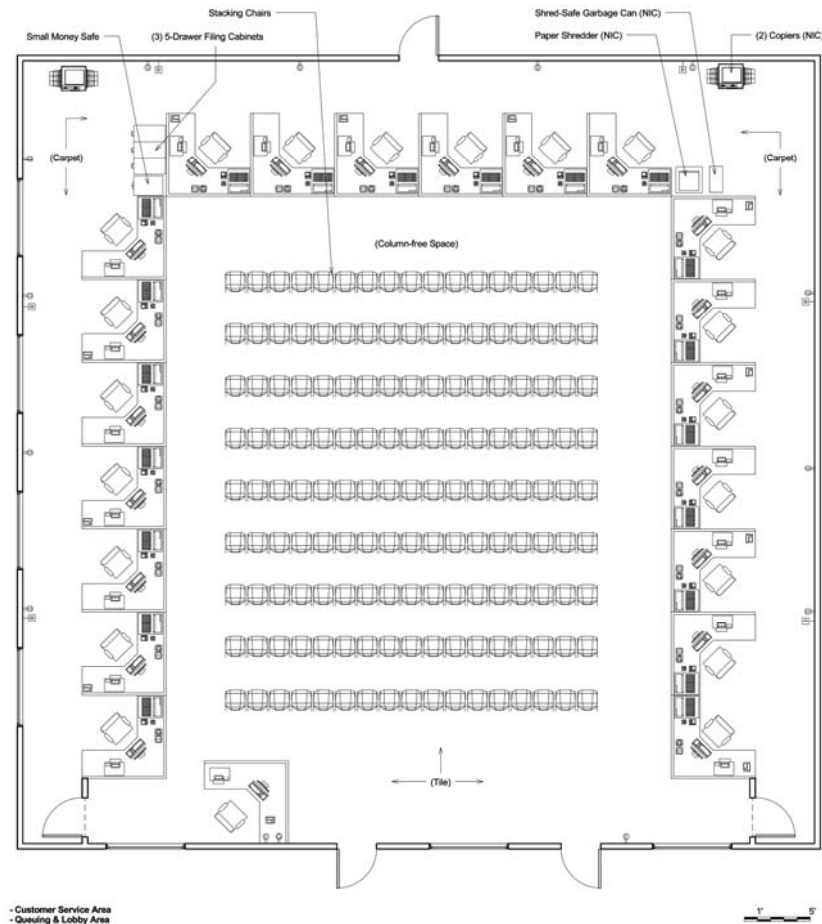 Stacking Chairs
Shred-Safe Garbage Can (NIC)
Small Money Safe
(3) 5-Drawer Filing Cabinets
Paper Shredder (NIC)
(2) Copiers (NIC)
(Carpet)
(Carpet)
(Column-free Space)
(Tile)
- Customer Service Area
- Queuing & Lobby Area
1'
5'